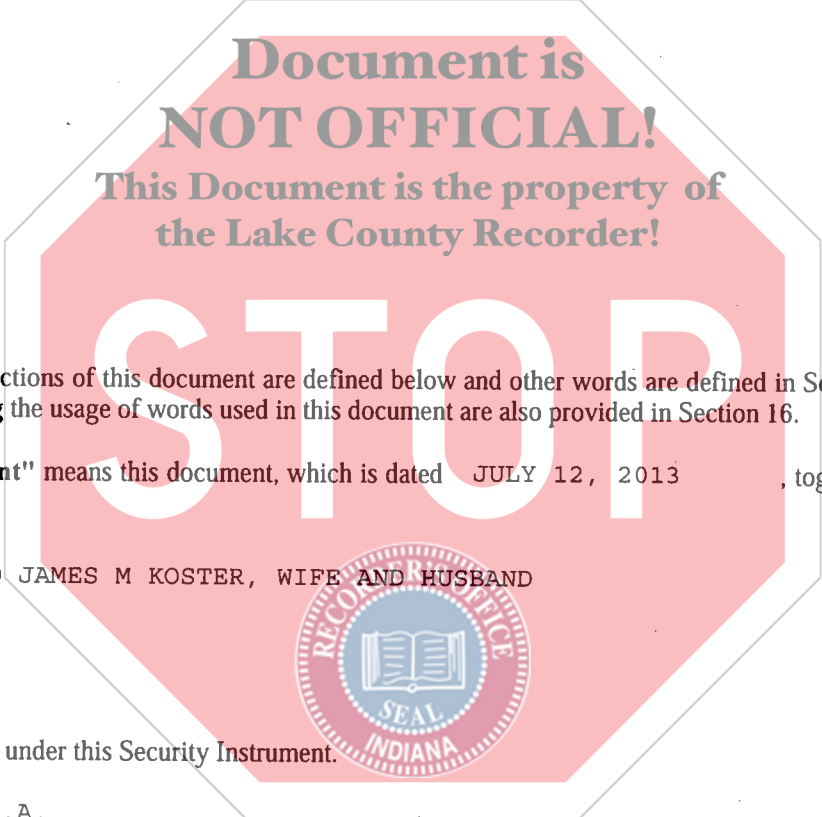 Document is
NOT OFFICIAL!
This Document is the property of
the Lake County Recorder!
STOP
ctions of this document are defined below and other words are defined in Se
g the usage of words used in this document are also provided in Section 16.
nt" means this document, which is dated JULY 12, 2013 , tog
JAMES M KOSTER, WIFE AND HUSBAND
RECORDER'S OFFICE
SEAL
INDIANA
under this Security Instrument.
A